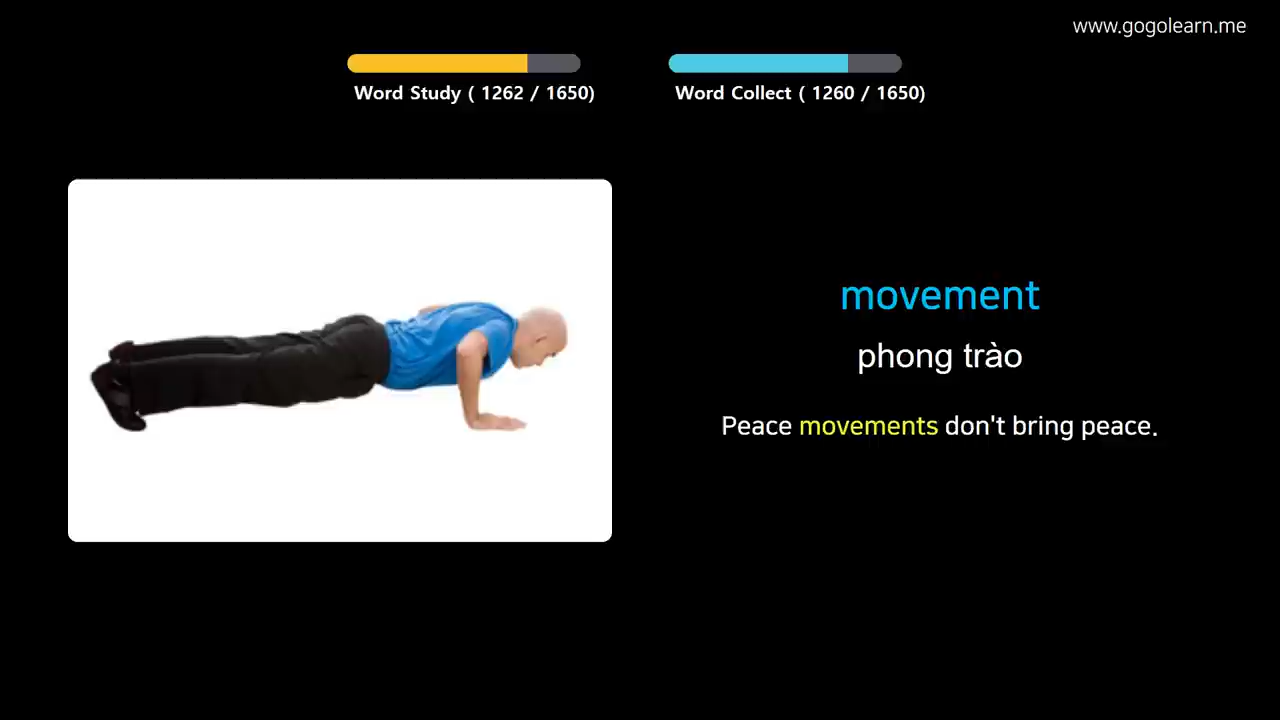 www.gogolearn.me
Word Study ( 1262 / 1650)
Word Collect ( 1260 / 1650)
movement
phong trào
Peace movements don't bring peace.